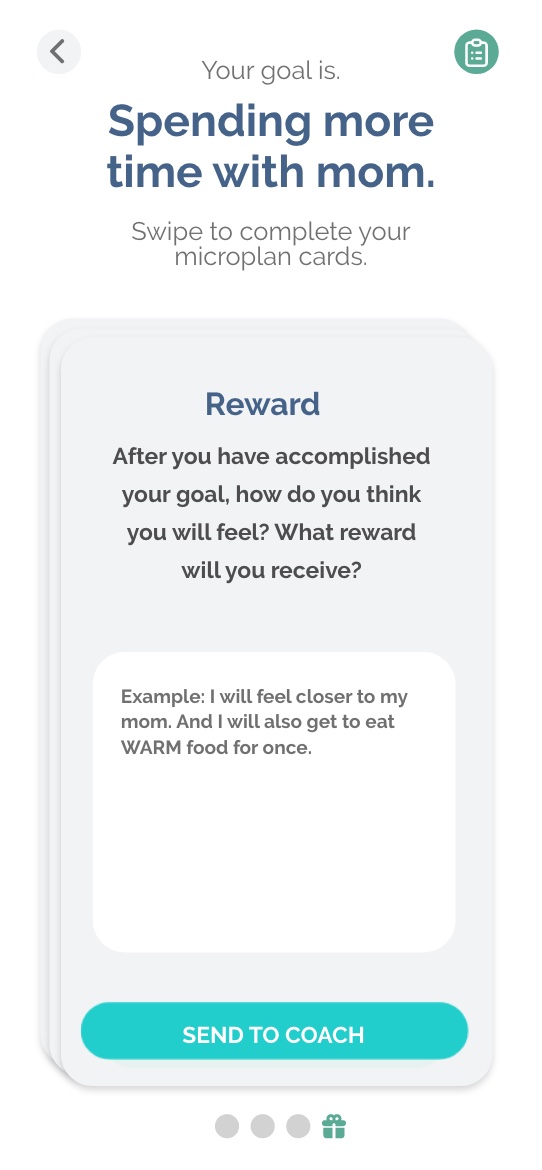 Your goal is.
Spending more
time with mom.
Swipe to complete your
microplan cards.
Reward
After you have accomplished
your goal, how do you think
you will feel? What reward
will you receive?
Example: I will feel closer to my
mom. And I will also get to eat
WARM food for once.
SEND TO COACH